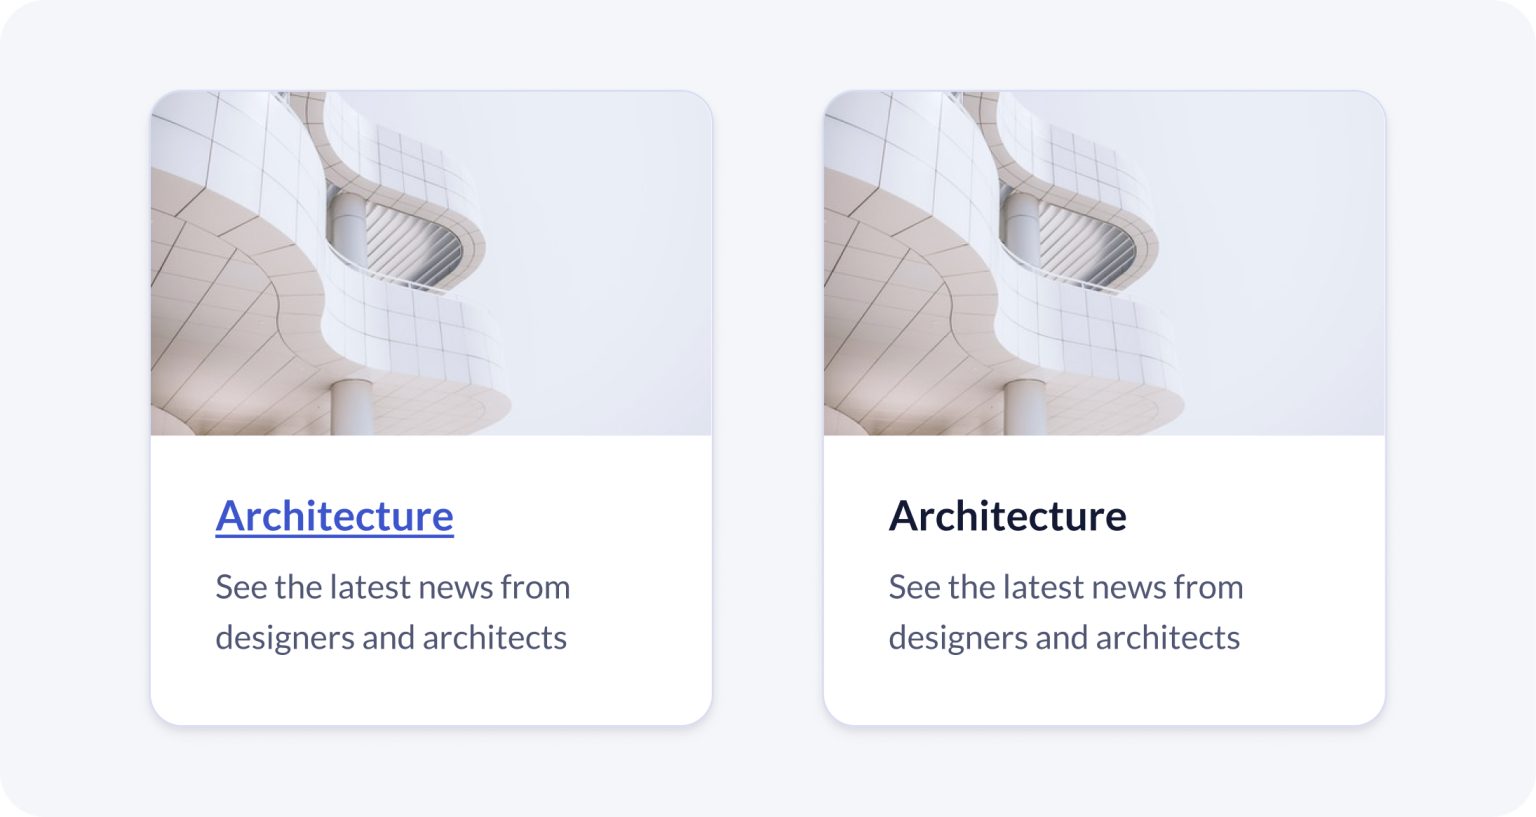 Architecture
See the latest news from
designers and architects
Architecture
See the latest news from
designers and architects